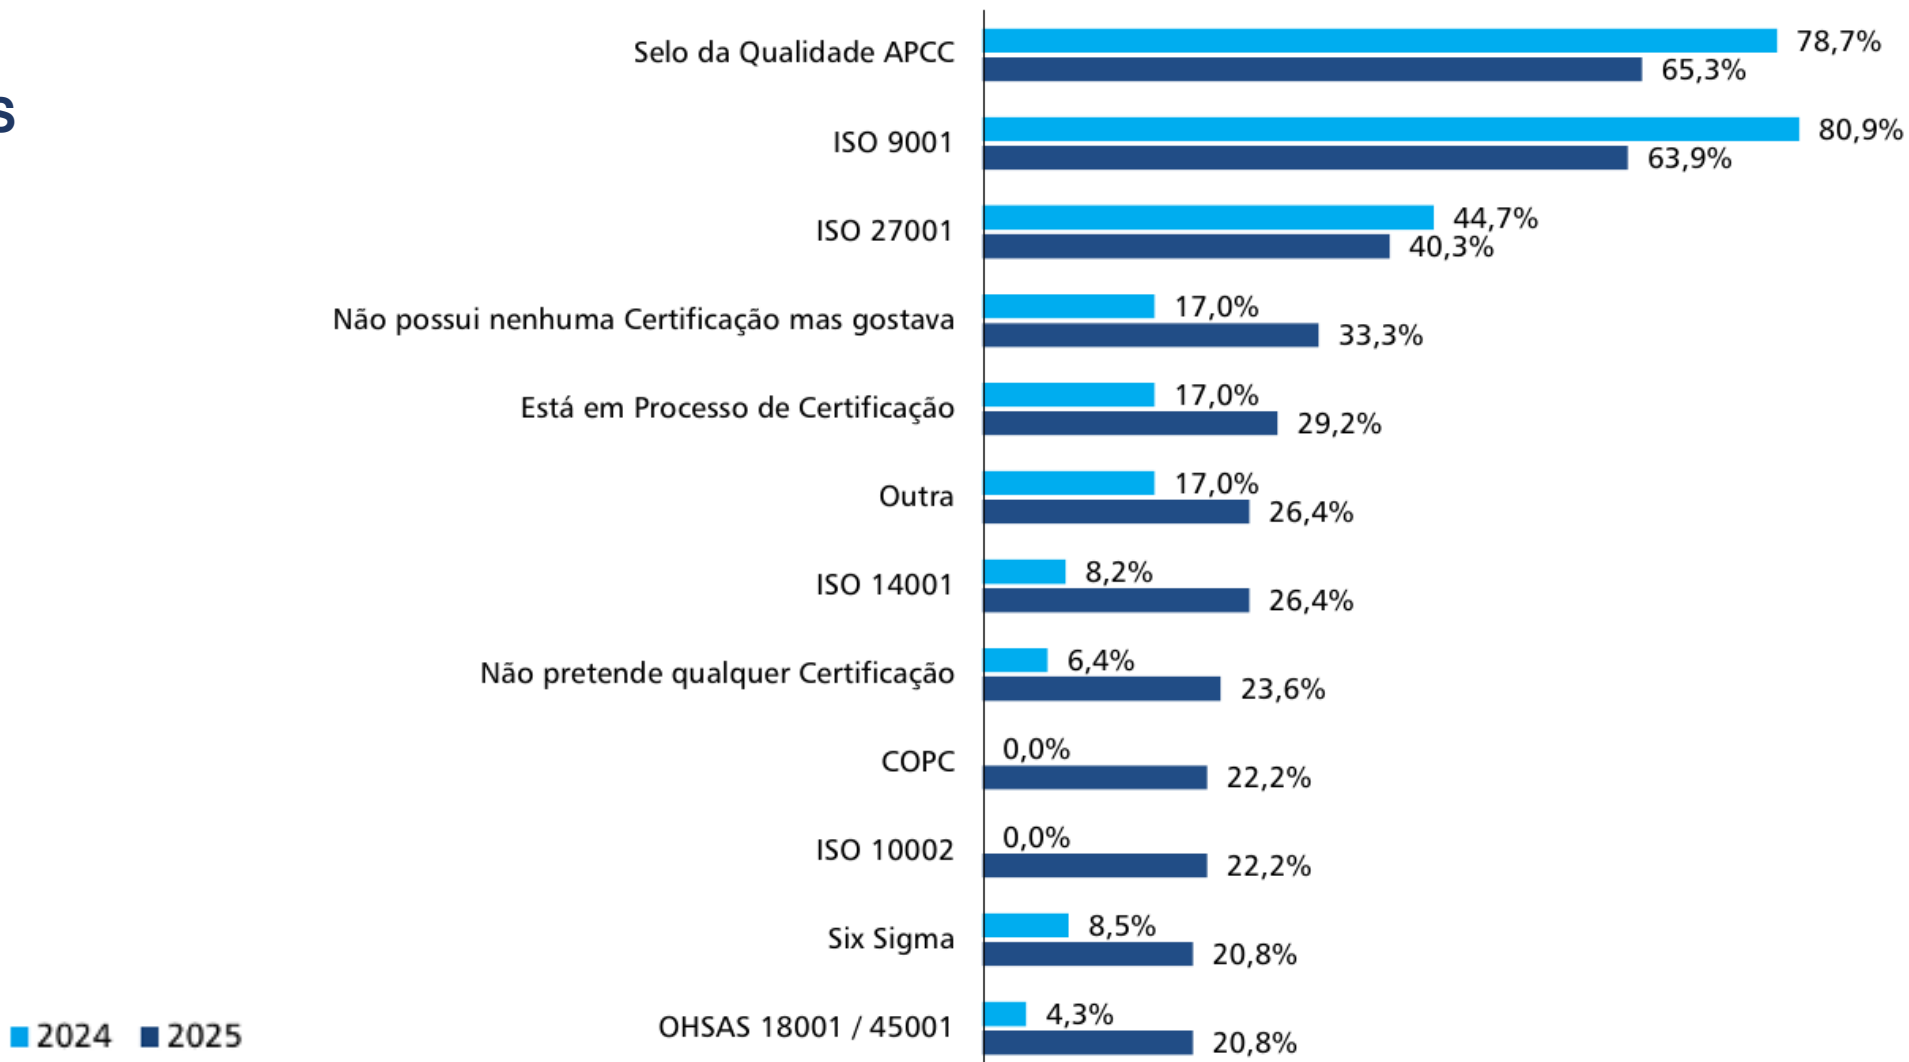 s
Selo da Qualidade APCC 78,7%
65,3%
ISO 9001 80,9%
63,9%
ISO 27001 44,7%
40,3%
Não possui nenhuma Certificação mas gostava 17,0%
33,3%
Está em Processo de Certificação 17,0%
29,2%
Outra 17,0%
26,4%
ISO 14001 8,2%
26,4%
Não pretende qualquer Certificação 6,4%
23,6%
COPC 0,0%
22,2%
ISO 10002 0,0%
22,2%
Six Sigma 8,5%
20,8%
OHSAS 18001 / 45001 4,3%
20,8%
2024 2025